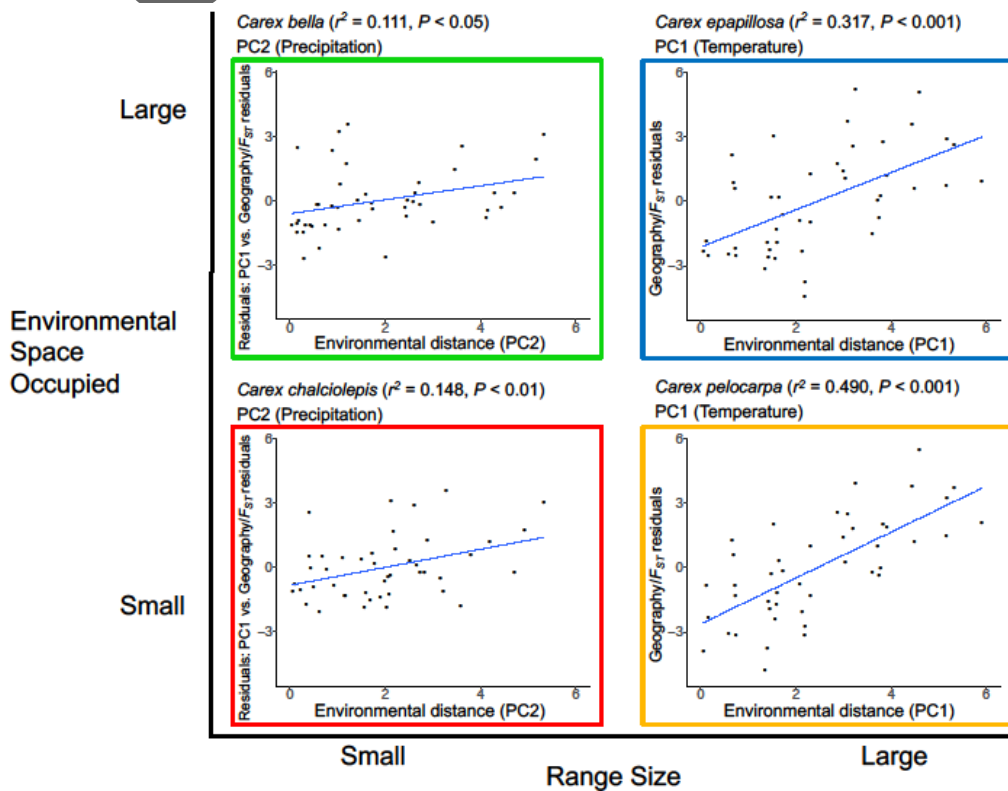 Carex bella (r² = 0.111, P < 0.05)
PC2 (Precipitation)
Residuals: PC1 vs. Geography/FST residuals
6
3
0
−3
0
2
4
6
Environmental distance (PC2)
Carex epapillosa (r² = 0.317, P < 0.001)
PC1 (Temperature)
Geography/FST residuals
6
3
0
−3
0
2
4
6
Environmental distance (PC1)
Large
Environmental
Space
Occupied
Carex chalciolepis (r² = 0.148, P < 0.01)
PC2 (Precipitation)
Residuals: PC1 vs. Geography/FST residuals
6
3
0
−3
0
2
4
6
Environmental distance (PC2)
Carex pelocarpa (r² = 0.490, P < 0.001)
PC1 (Temperature)
Geography/FST residuals
6
3
0
−3
0
2
4
6
Environmental distance (PC1)
Small
Small
Large
Range Size